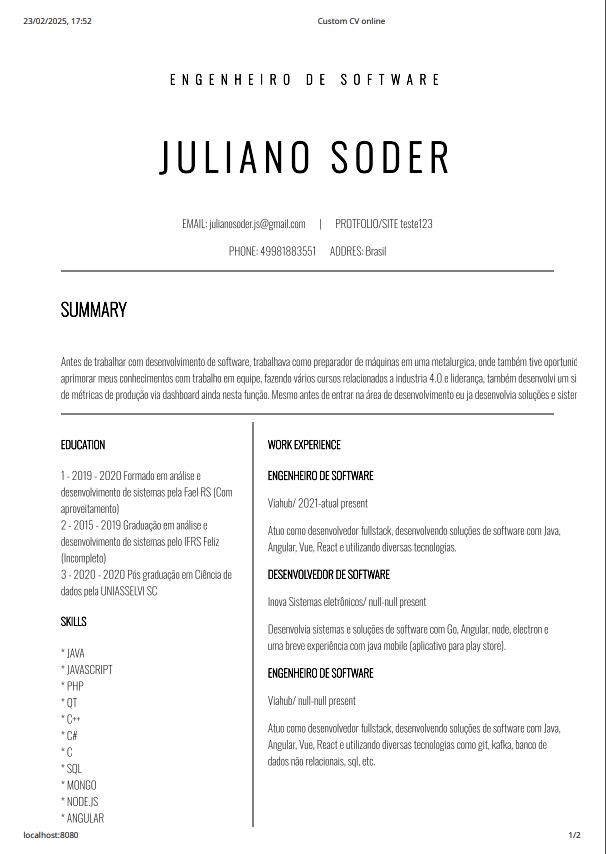 23/02/2025, 17:52
Custom CV online
ENGENHEIRO DE SOFTWARE
JULIANO SODER
EMAIL: julianosoder.js@gmail.com | PROTFOLIO/SITE teste123
PHONE: 49981883551 ADDRES: Brasil
SUMMARY
Antes de trabalhar com desenvolvimento de software, trabalhava como preparador de máquinas em uma metalurgica, onde também tive oportunid
aprimorar meus conhecimentos com trabalho em equipe, fazendo vários cursos relacionados a industria 4.0 e liderança, também desenvolvi um si
de métricas de produção via dashboard ainda nesta função. Mesmo antes de entrar na área de desenvolvimento eu ja desenvolvia soluções e sister
EDUCATION
1 - 2019 - 2020 Formado em análise e
desenvolvimento de sistemas pela Fael RS (Com
aproveitamento)
2 - 2015 - 2019 Graduação em análise e
desenvolvimento de sistemas pelo IFRS Feliz
(Incompleto)
3 - 2020 - 2020 Pós graduação em Ciência de
dados pela UNIASSELVI SC
SKILLS
* JAVA
* JAVASCRIPT
* PHP
* QT
* C++
* C#
* C
* SQL
* MONGO
* NODE.JS
* ANGULAR
WORK EXPERIENCE
ENGENHEIRO DE SOFTWARE
Viahub/ 2021-atual present
Atuo como desenvolvedor fullstack, desenvolvendo soluções de software com Java,
Angular, Vue, React e utilizando diversas tecnologias.
DESENVOLVEDOR DE SOFTWARE
Inova Sistemas eletrônicos/ null-null present
Desenvolvia sistemas e soluções de software com Go, Angular, node, electron e
uma breve experiência com java mobile (aplicativo para play store).
ENGENHEIRO DE SOFTWARE
Viahub/ null-null present
Atuo como desenvolvedor fullstack, desenvolvendo soluções de software com Java,
Angular, Vue, React e utilizando diversas tecnologias como git, kafka, banco de
dados não relacionais, sql, etc.
localhost:8080
1/2